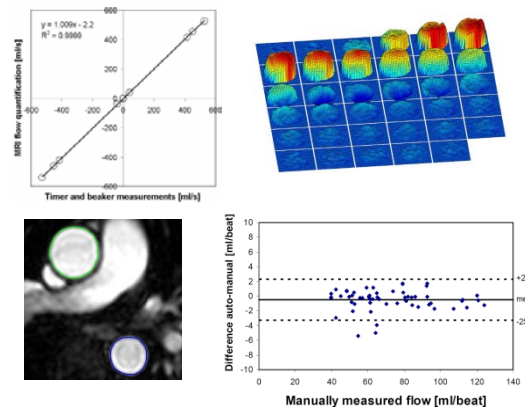 y = 1.009x - 2.2
R² = 0.9999
MRI flow quantification [ml/s]
600
400
200
0
-600 -400 -200 0 200 400 600
-200
-400
-600
Timer and beaker measurements [ml/s]
Difference auto-manual [ml/beat]
10
8
6
4
2
0
-2
-4
-6
-8
-10
+2
me
-2S
0 20 40 60 80 100 120 140
Manually measured flow [ml/beat]